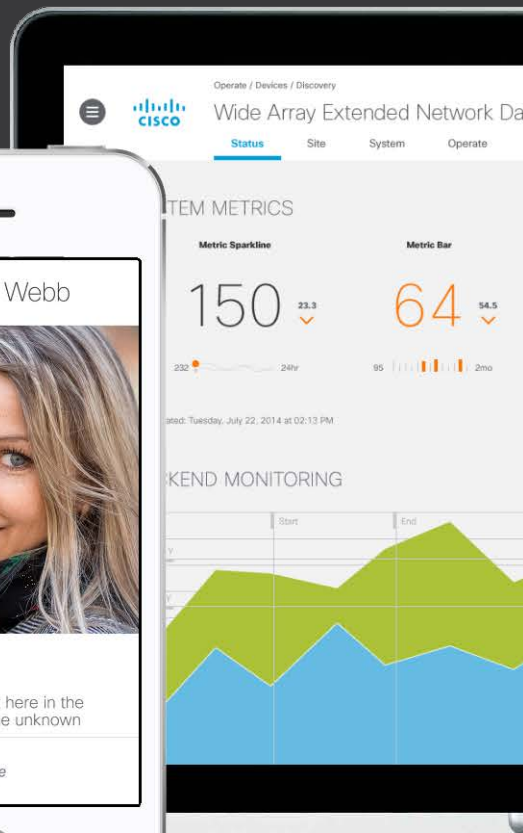 Operate / Devices / Discovery
CISCO
Wide Array Extended Network Da
Status Site System Operate
TEM METRICS
Metric Sparkline Metric Bar
150 23.3 64 54.5
232 24hr 95 2mo
ated: Tuesday, July 22, 2014 at 02:13 PM
KEND MONITORING
Start End
Y
Y
Webb
here in the
e unknown
e